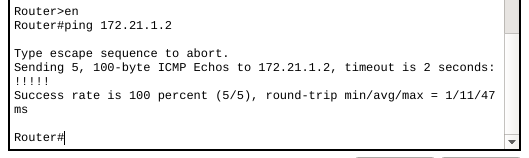 Router>en
Router#ping 172.21.1.2
Type escape sequence to abort.
Sending 5, 100-byte ICMP Echos to 172.21.1.2, timeout is 2 seconds:
!!!!!
Success rate is 100 percent (5/5), round-trip min/avg/max = 1/11/47
ms
Router#